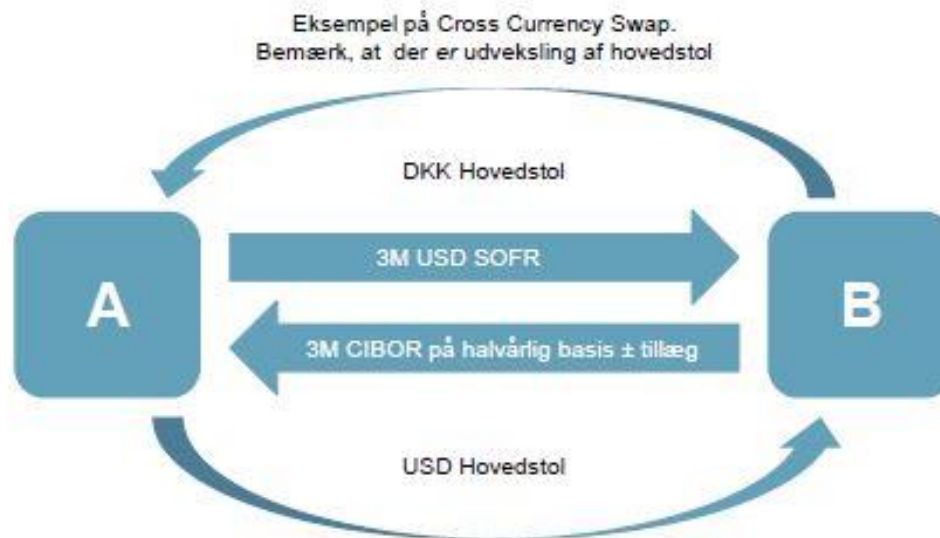 Eksempel på Cross Currency Swap.
Bemærk, at der er udveksling af hovedstol
DKK Hovedstol
A
3M USD SOFR
B
3M CIBOR på halvårlig basis ± tillæg
USD Hovedstol